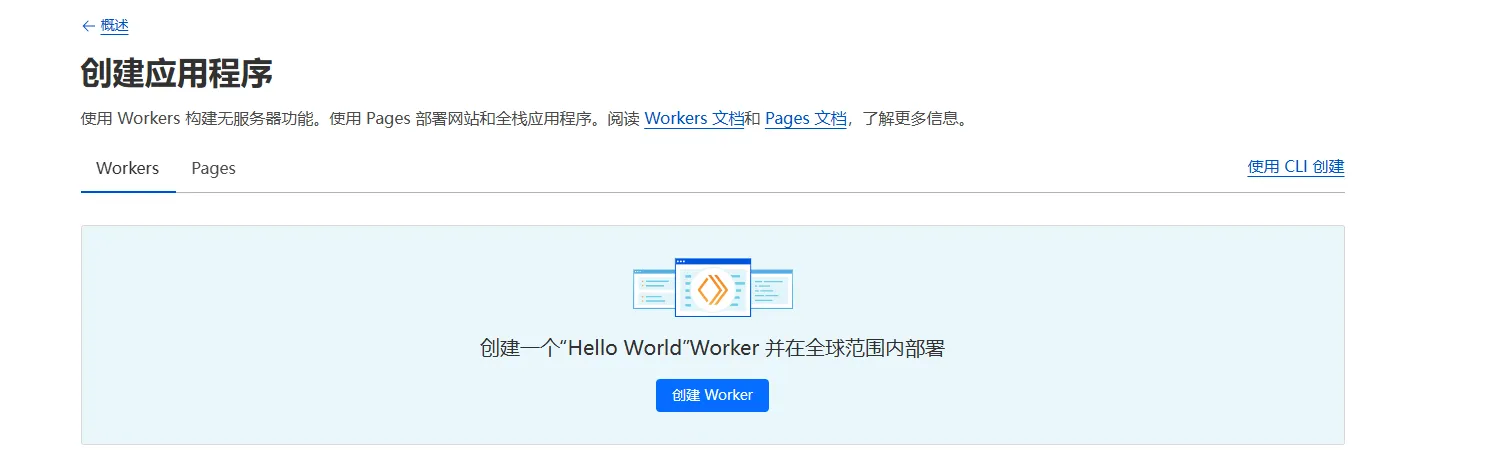 ← 概述
创建应用程序
使用 Workers 构建无服务器功能。使用 Pages 部署网站和全栈应用程序。阅读 Workers 文档和 Pages 文档，了解更多信息。
Workers Pages 使用 CLI 创建
创建一个“Hello World”Worker 并在全球范围内部署
创建 Worker